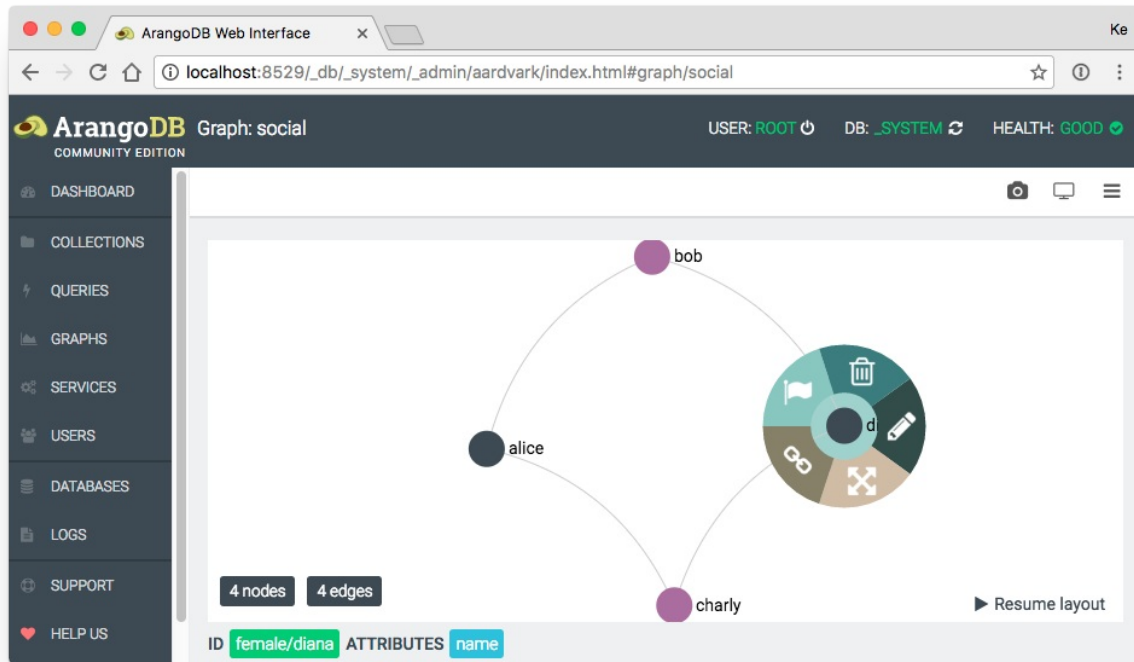 ArangoDB Web Interface
Ke
localhost:8529/_db/_system/_admin/aardvark/index.html#graph/social
ArangoDB Graph: social USER: ROOT DB: _SYSTEM HEALTH: GOOD
COMMUNITY EDITION
DASHBOARD
COLLECTIONS
QUERIES
GRAPHS
SERVICES
USERS
DATABASES
LOGS
SUPPORT
HELP US
bob
alice
di
charly
4 nodes 4 edges
Resume layout
ID female/diana ATTRIBUTES name